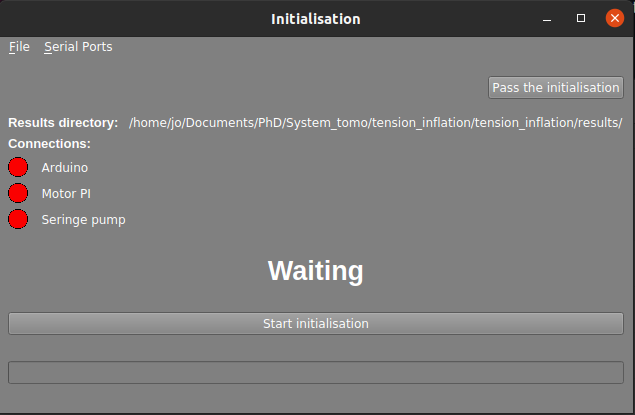 Initialisation
File Serial Ports
Pass the initialisation
Results directory: /home/jo/Documents/PhD/System_tomo/tension_inflation/tension_inflation/results/
Connections:
Arduino
Motor PI
Seringe pump
Waiting
Start initialisation